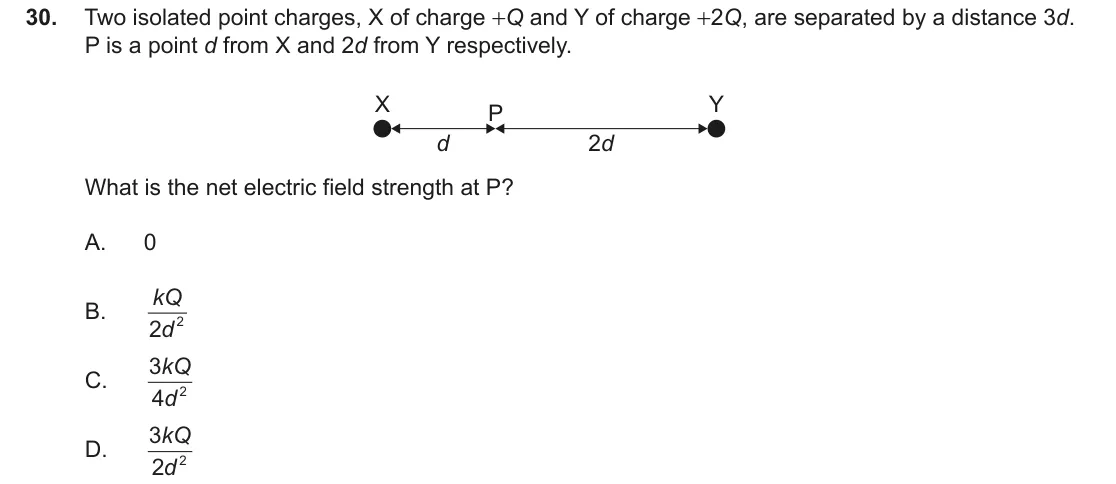 30. Two isolated point charges, X of charge +Q and Y of charge +2Q, are separated by a distance 3d.
P is a point d from X and 2d from Y respectively.
X P Y
d 2d
What is the net electric field strength at P?
A. 0
B. kQ/2d²
C. 3kQ/4d²
D. 3kQ/2d²